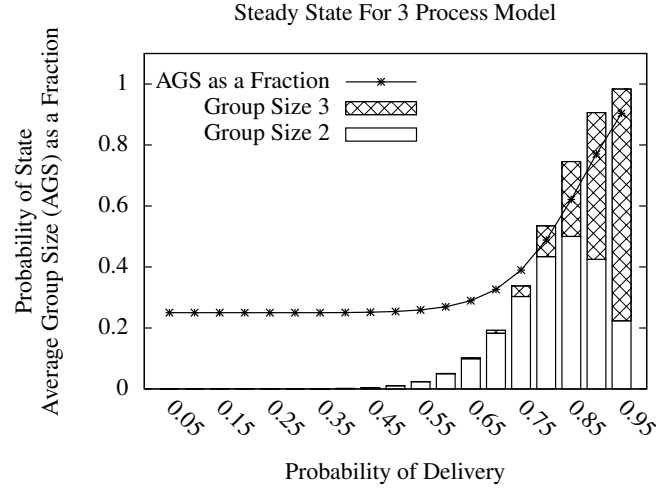 Steady State For 3 Process Model
Probability of State
Average Group Size (AGS) as a Fraction
1
0.8
0.6
0.4
0.2
0
AGS as a Fraction
Group Size 3
Group Size 2
0.05
0.15
0.25
0.35
0.45
0.55
0.65
0.75
0.85
0.95
Probability of Delivery